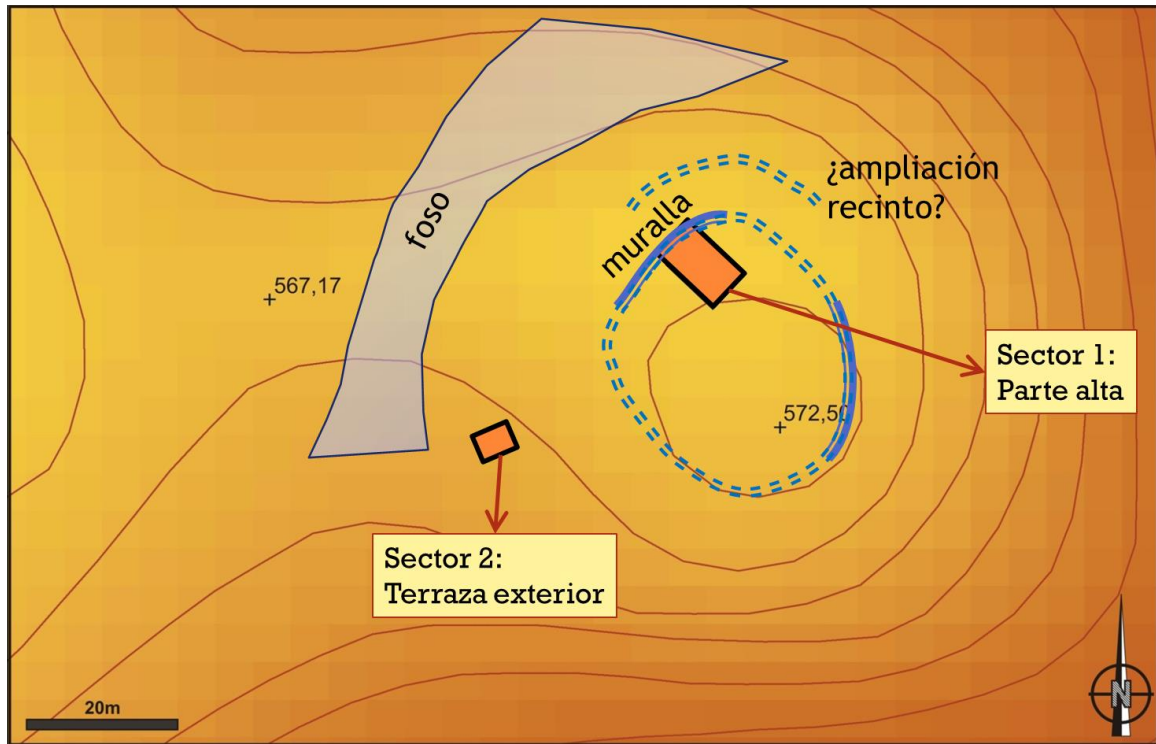 ¿ampliación
recinto?
muralla
foso
567,17
Sector 1:
Parte alta
572,50
Sector 2:
Terraza exterior
20m
N